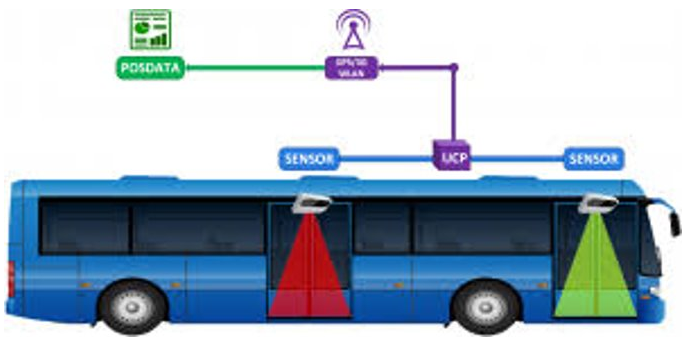 POSDATA
GPS/3G
WLAN
SENSOR
UCP
SENSOR